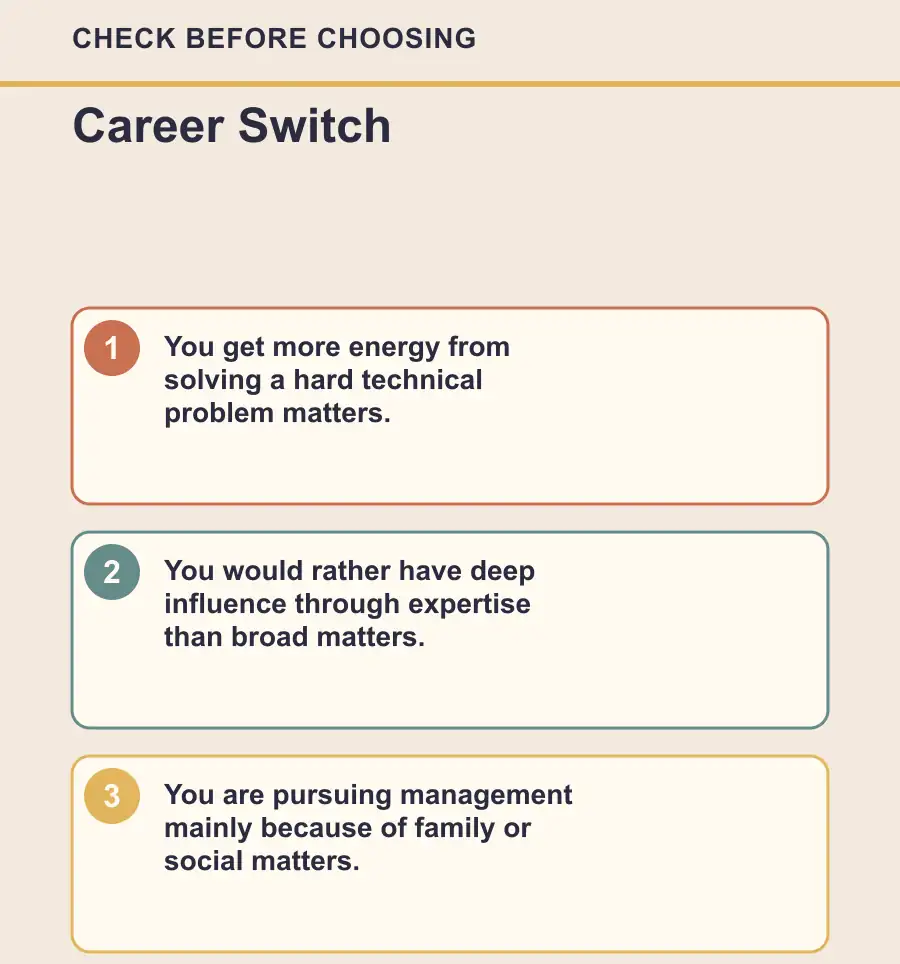 CHECK BEFORE CHOOSING
Career Switch
1
You get more energy from
solving a hard technical
problem matters.
2
You would rather have deep
influence through expertise
than broad matters.
3
You are pursuing management
mainly because of family or
social matters.